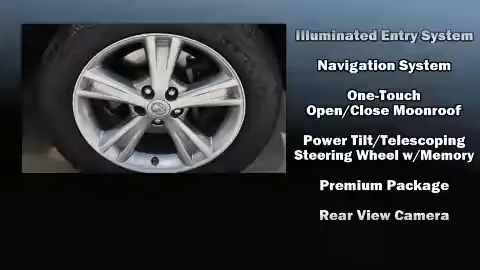 Illuminated Entry System
Navigation System
One-Touch
Open/Close Moonroof
Power Tilt/Telescoping
Steering Wheel w/Memory
Premium Package
Rear View Camera